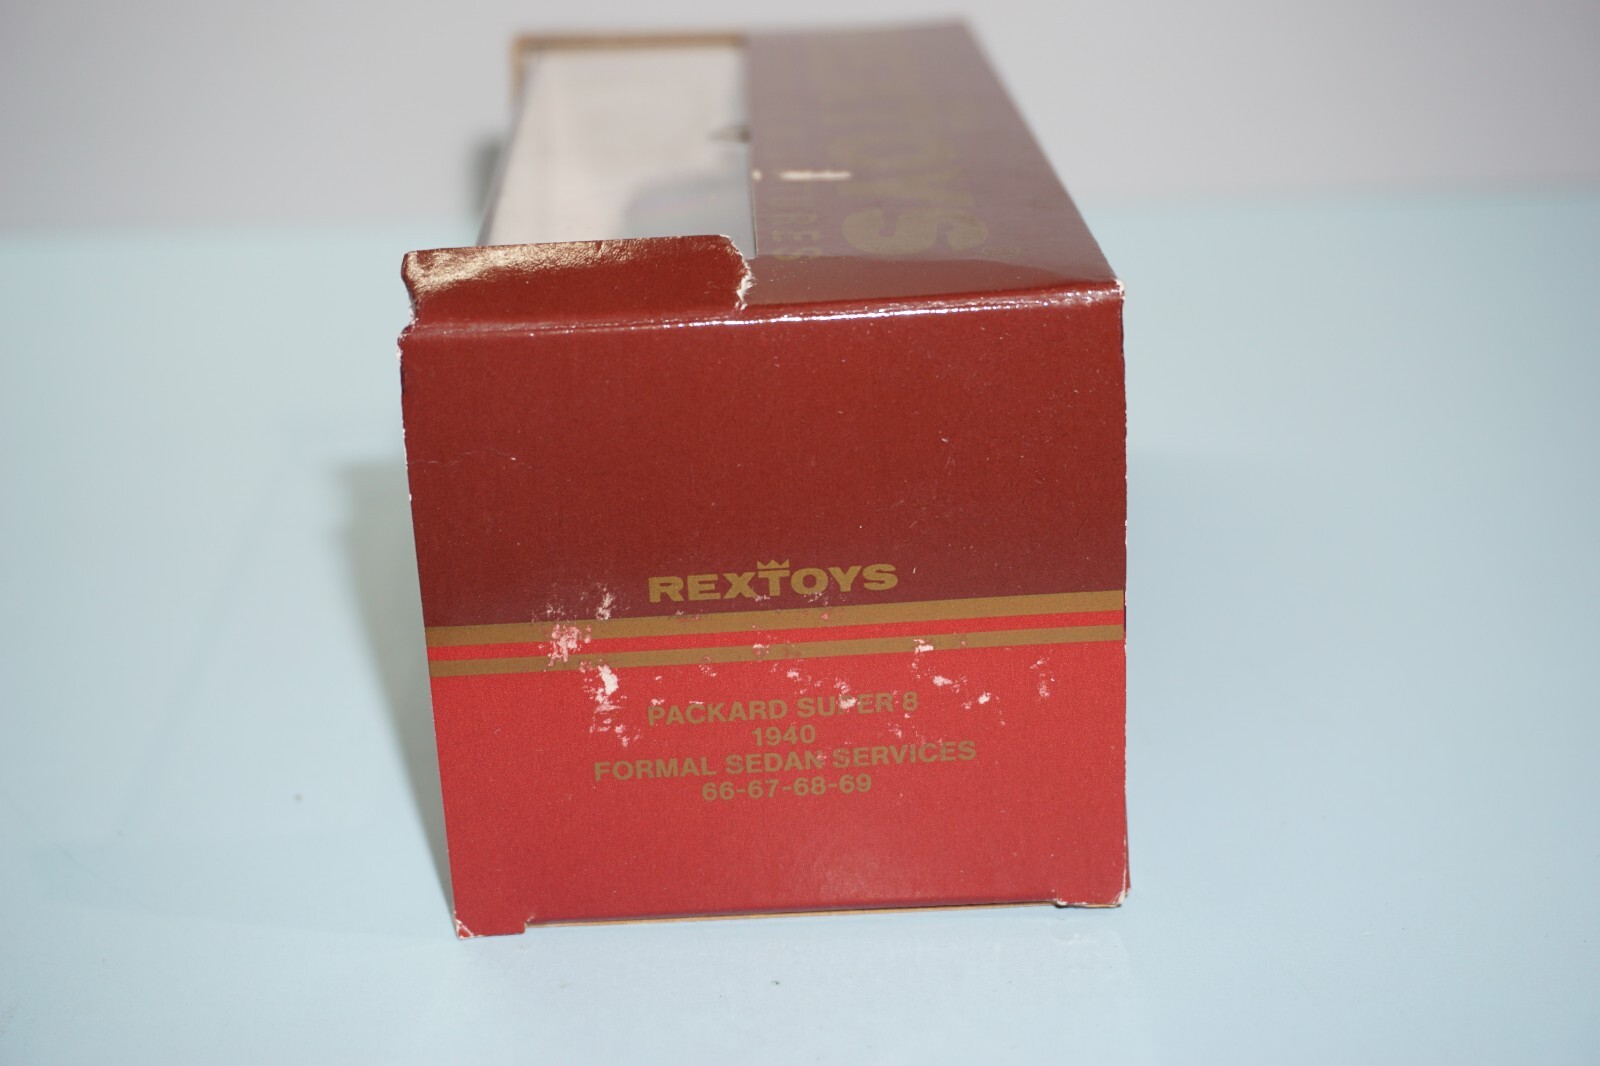 REXTOYS
PACKARD SUPER 8
1940
FORMAL SEDAN SERVICES
66-67-68-69